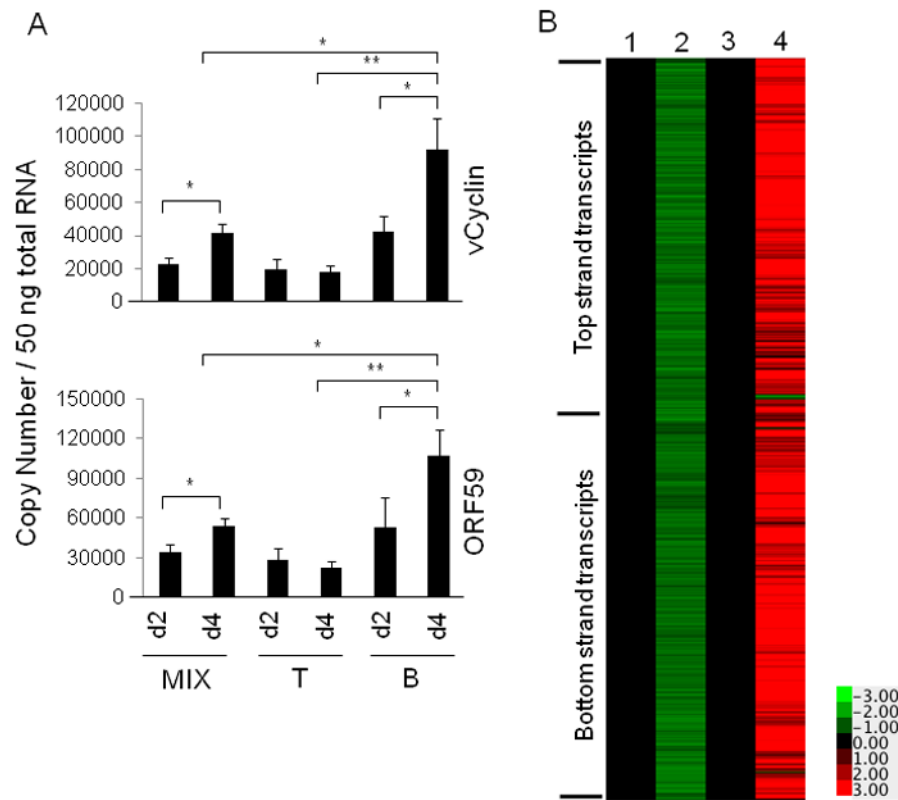 A
Copy Number / 50 ng total RNA
*
**
*
*
120000
100000
80000
60000
40000
20000
0
vCyclin
*
**
*
*
150000
120000
90000
60000
30000
0
ORF59
d2 d4 d2 d4 d2 d4
MIX T B
B
1 2 3 4
Top strand transcripts
Bottom strand transcripts
-3.00
-2.00
-1.00
0.00
1.00
2.00
3.00